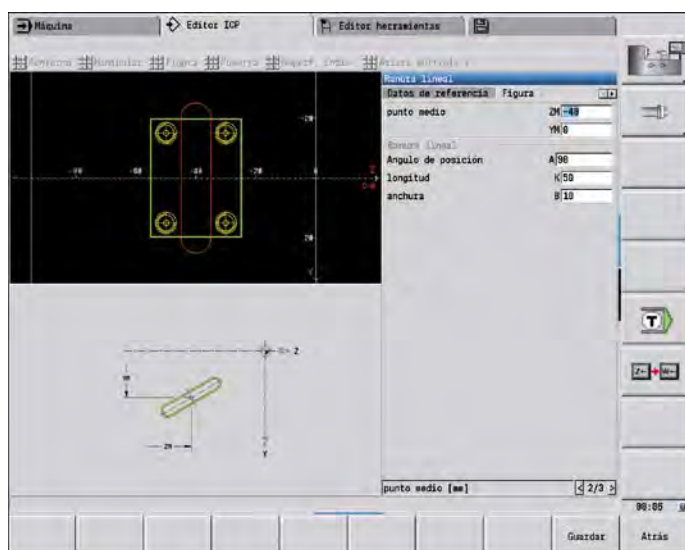 Máquina
Editor ICP
Editor herramientas
Ranura lineal
Datos de referencia Figura
punto medio ZM -40
YM 0
Ranura lineal
Angulo de posición A 90
longitud K 50
anchura B 10
-20
-80 -60 -40 -20 0
20
Y
Z
Y
ZM
T
punto medio [mm] 2/3
Guardar
Atrás